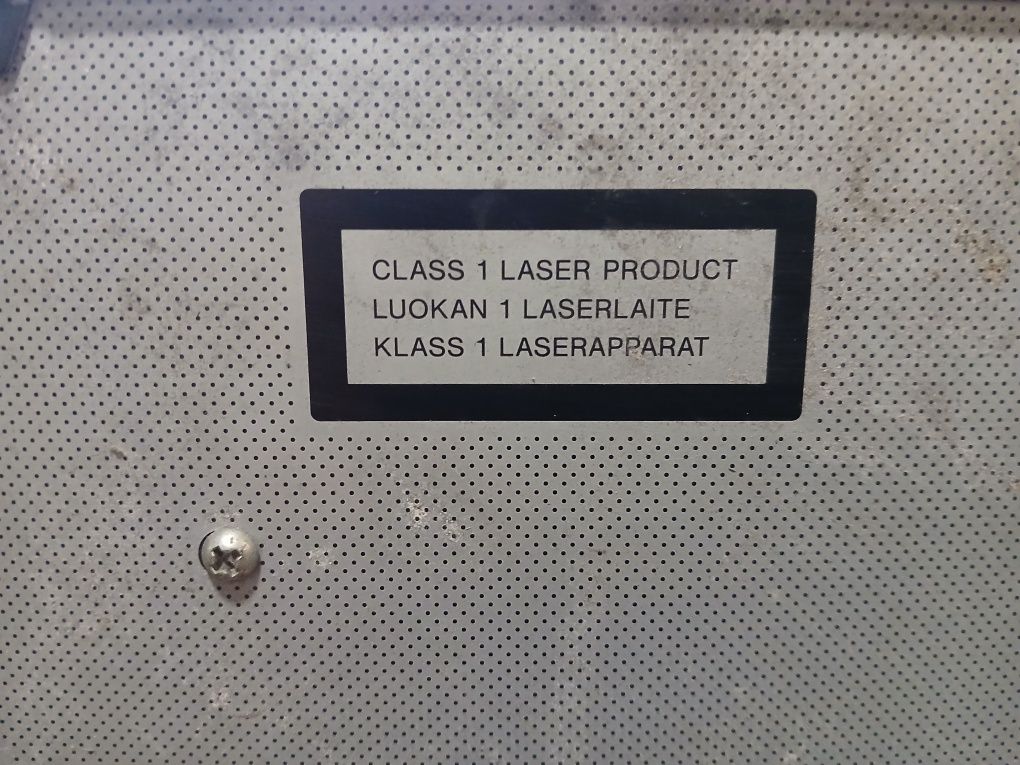 CLASS 1 LASER PRODUCT
LUOKAN 1 LASERLAITE
KLASS 1 LASERAPPARAT